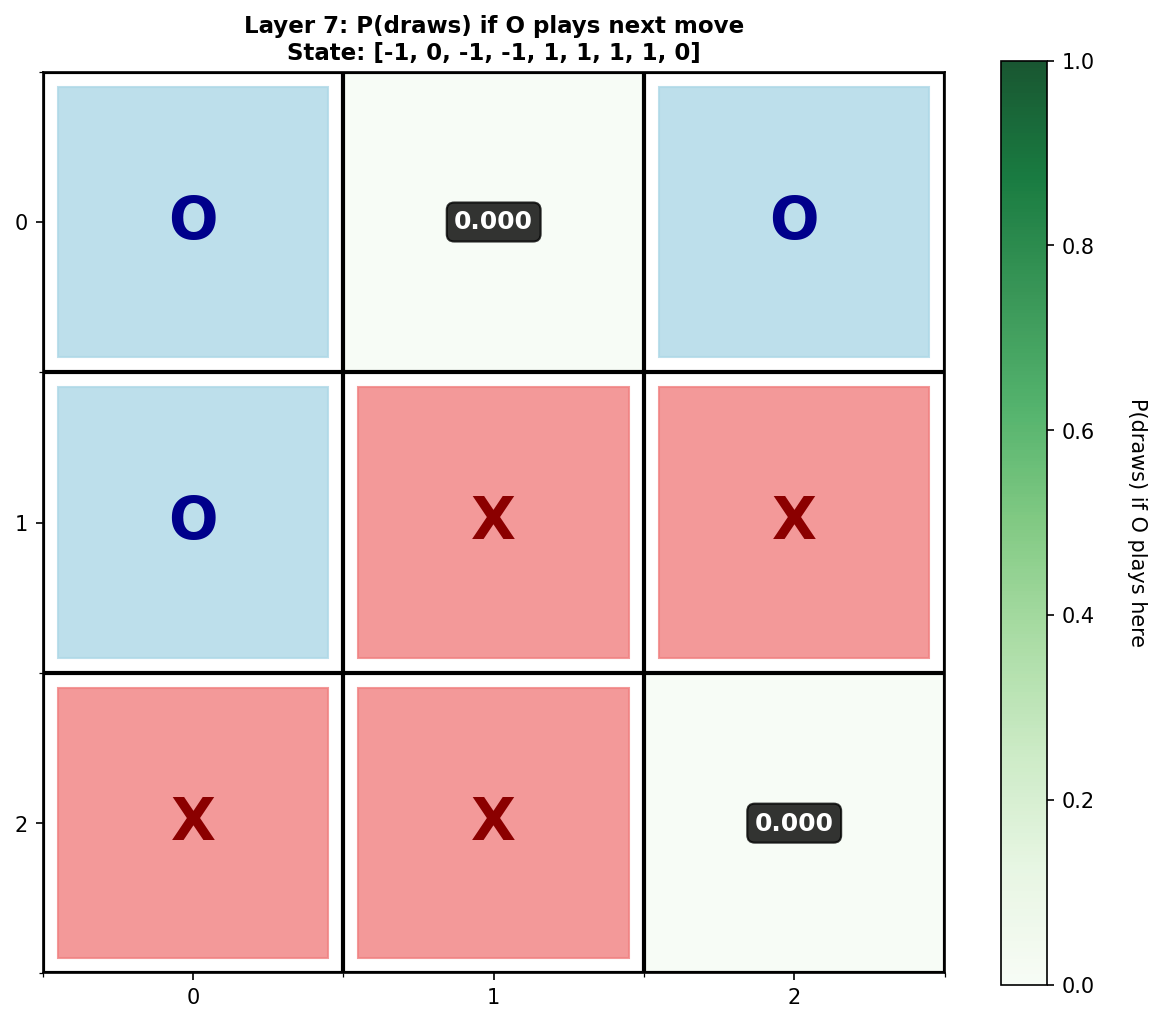 Layer 7: P(draws) if O plays next move
State: [-1, 0, -1, -1, 1, 1, 1, 1, 0]
0
O
0.000
O
1
O
X
X
2
X
X
0.000
0
1
2
1.0
0.8
0.6
0.4
0.2
0.0
P(draws) if O plays here